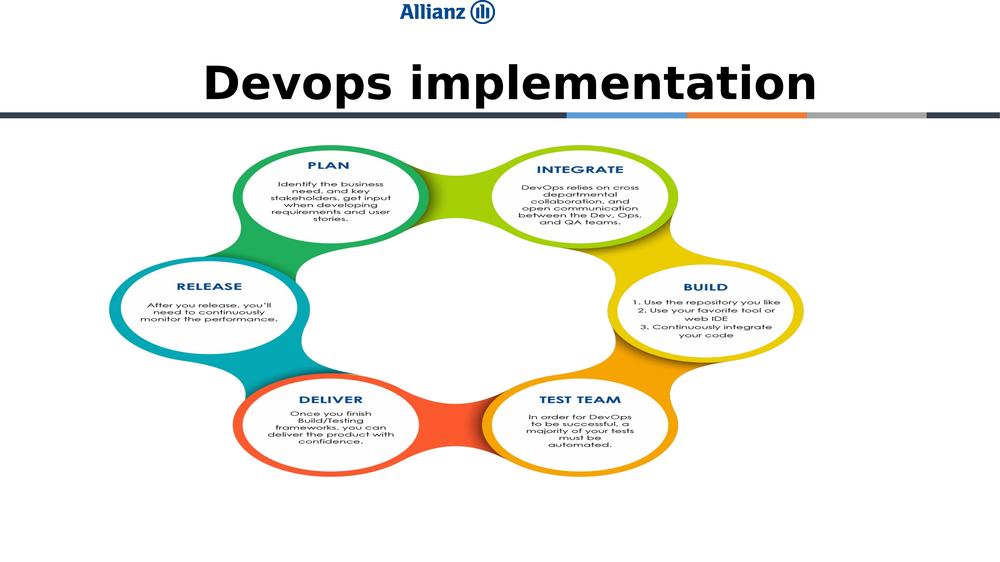 Allianz
Devops implementation
PLAN
Identify the business
need, and key
stakeholders, get input
when developing
requirements and user
stories.
INTEGRATE
DevOps relies on cross
departmental
collaboration, and
open communication
between the Dev, Ops,
and QA teams.
BUILD
1. Use the repository you like
2. Use your favorite tool or
web IDE
3. Continuously integrate
your code
TEST TEAM
In order for DevOps
to be successful, a
majority of your tests
must be
automated.
DELIVER
Once you finish
Build/Testing
frameworks, you can
deliver the product with
confidence.
RELEASE
After you release, you'll
need to continuously
monitor the performance.